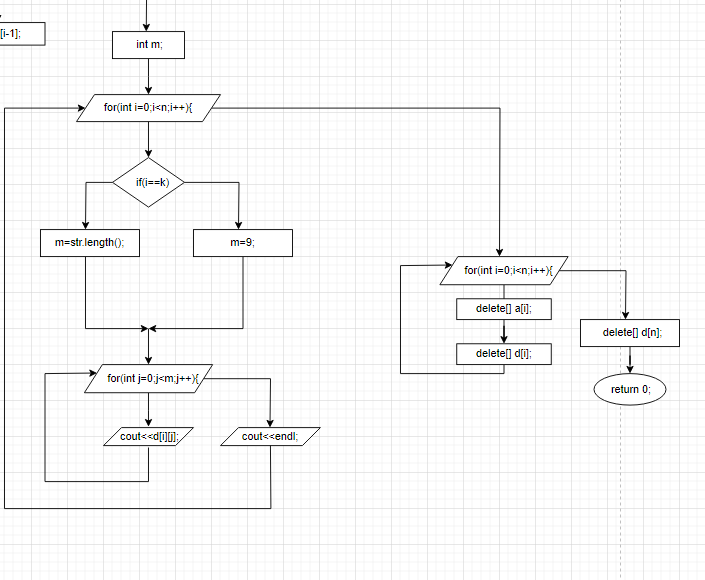 [i-1];
int m;
for(int i=0;i<n;i++){
if(i==k)
m=str.length();
m=9;
for(int j=0;j<m;j++){
cout<<d[i][j];
cout<<endl;
for(int i=0;i<n;i++){
delete[] a[i];
delete[] d[i];
delete[] d[n];
return 0;